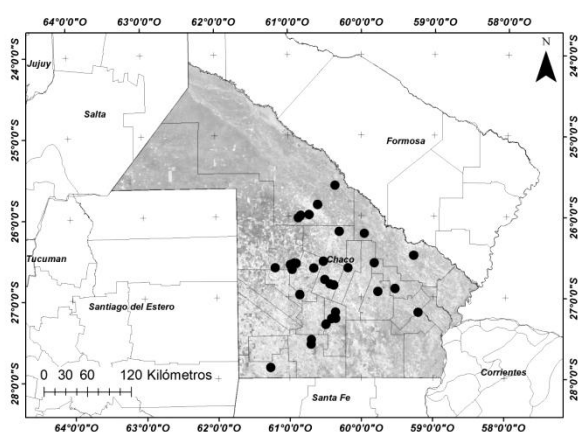 64°0'0"O 63°0'0"O 62°0'0"O 61°0'0"O 60°0'0"O 59°0'0"O 58°0'0"O
N
24°0'0"S 24°0'0"S
Jujuy
Salta
Formosa
25°0'0"S 25°0'0"S
26°0'0"S 26°0'0"S
Tucuman
Chaco
27°0'0"S 27°0'0"S
Santiago del Estero
Corrientes
0 30 60 120 Kilómetros
28°0'0"S 28°0'0"S
Santa Fe
64°0'0"O 63°0'0"O 62°0'0"O 61°0'0"O 60°0'0"O 59°0'0"O 58°0'0"O